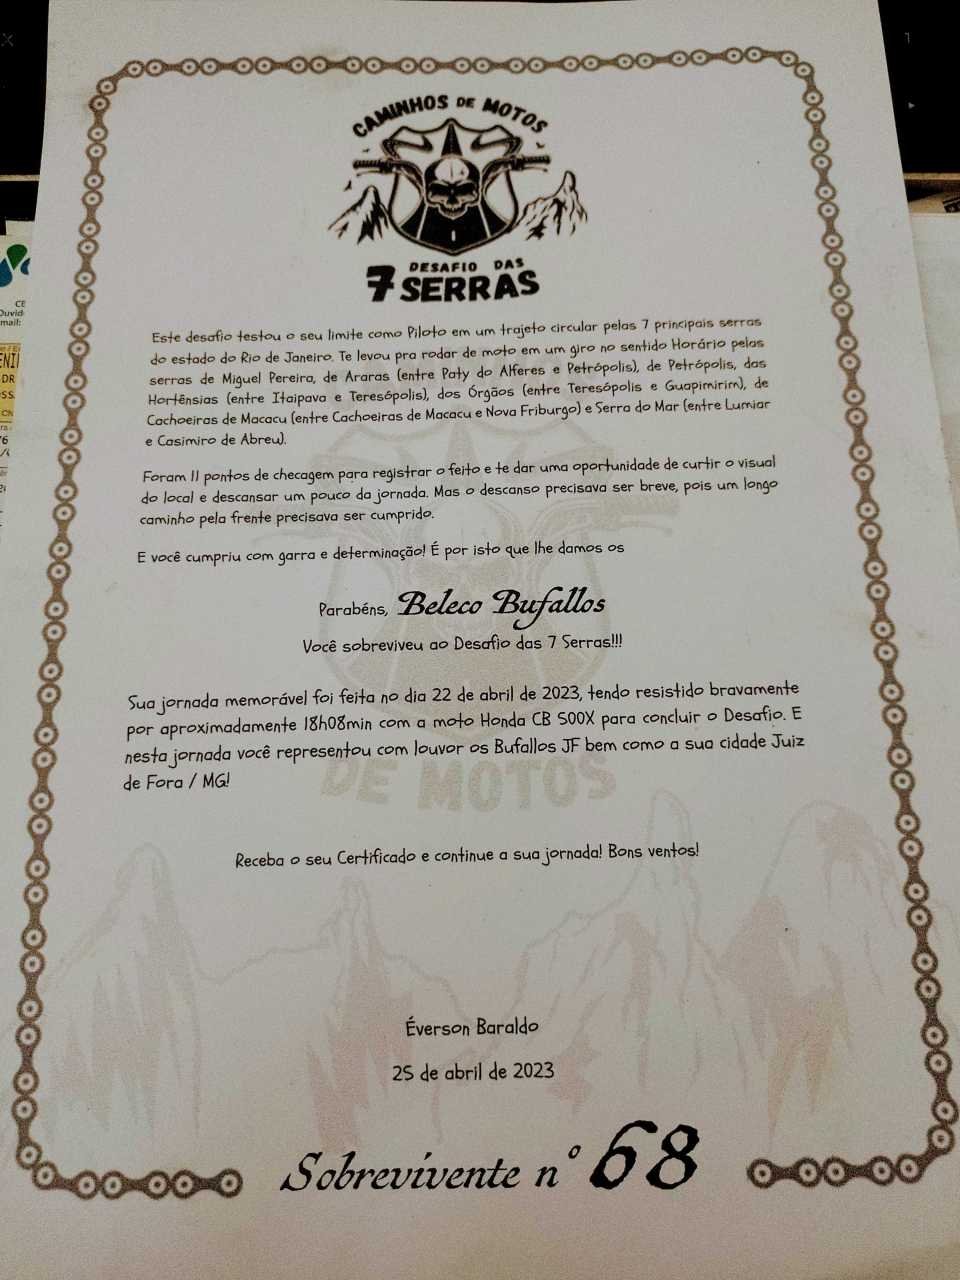 CAMINHOS DE MOTOS
DESAFIO DAS
7 SERRAS
Este desafio testou o seu limite como Piloto em um trajeto circular pelas 7 principais serras
do estado do Rio de Janeiro. Te levou pra rodar de moto em um giro no sentido Horário pelas
serras de Miguel Pereira, de Araras (entre Paty do Alferes e Petrópolis), de Petrópolis, das
Hortênsias (entre Itaipava e Teresópolis), dos Órgãos (entre Teresópolis e Guapimirim), de
Cachoeiras de Macacu (entre Cachoeiras de Macacu e Nova Friburgo) e Serra do Mar (entre Lumiar
e Casimiro de Abreu).
Foram 11 pontos de checagem para registrar o feito e te dar uma oportunidade de curtir o visual
do local e descansar um pouco da jornada. Mas o descanso precisava ser breve, pois um longo
caminho pela frente precisava ser cumprido.
E você cumpriu com garra e determinação! É por isto que lhe damos os
Parabéns, Beleco Bufallos
Você sobreviveu ao Desafio das 7 Serras!!!
Sua jornada memorável foi feita no dia 22 de abril de 2023, tendo resistido bravamente
por aproximadamente 18h08min com a moto Honda CB 500X para concluir o Desafio. E
nesta jornada você representou com louvor os Bufallos JF bem como a sua cidade Juiz
de Fora / MG!
DE MOTOS
Receba o seu Certificado e continue a sua jornada! Bons ventos!
Éverson Baraldo
25 de abril de 2023
Sobrevivente nº 68